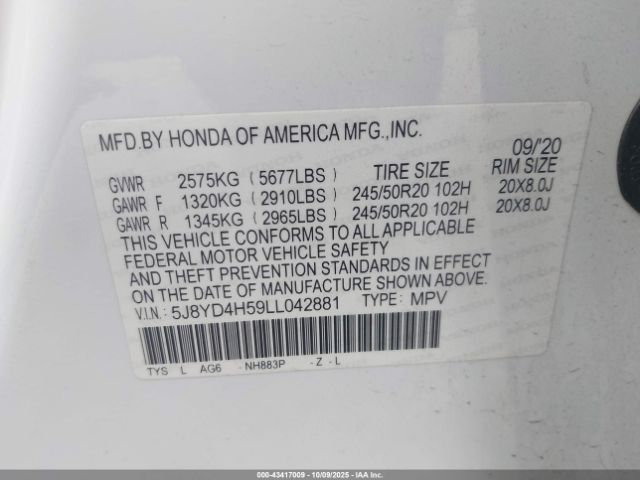 MFD.BY HONDA OF AMERICA MFG.,INC.
09/'20
GVWR 2575KG (5677LBS) TIRE SIZE RIM SIZE
GAWR F 1320KG (2910LBS) 245/50R20 102H 20X8.0J
GAWR R 1345KG (2965LBS) 245/50R20 102H 20X8.0J
THIS VEHICLE CONFORMS TO ALL APPLICABLE
FEDERAL MOTOR VEHICLE SAFETY
AND THEFT PREVENTION STANDARDS IN EFFECT
ON THE DATE OF MANUFACTURE SHOWN ABOVE.
V.I.N.: 5J8YD4H59LL042881 TYPE: MPV
TYS L AG6 - NH883P - Z - L
000-43417009 | 10/09/2025 | IAAI.COM